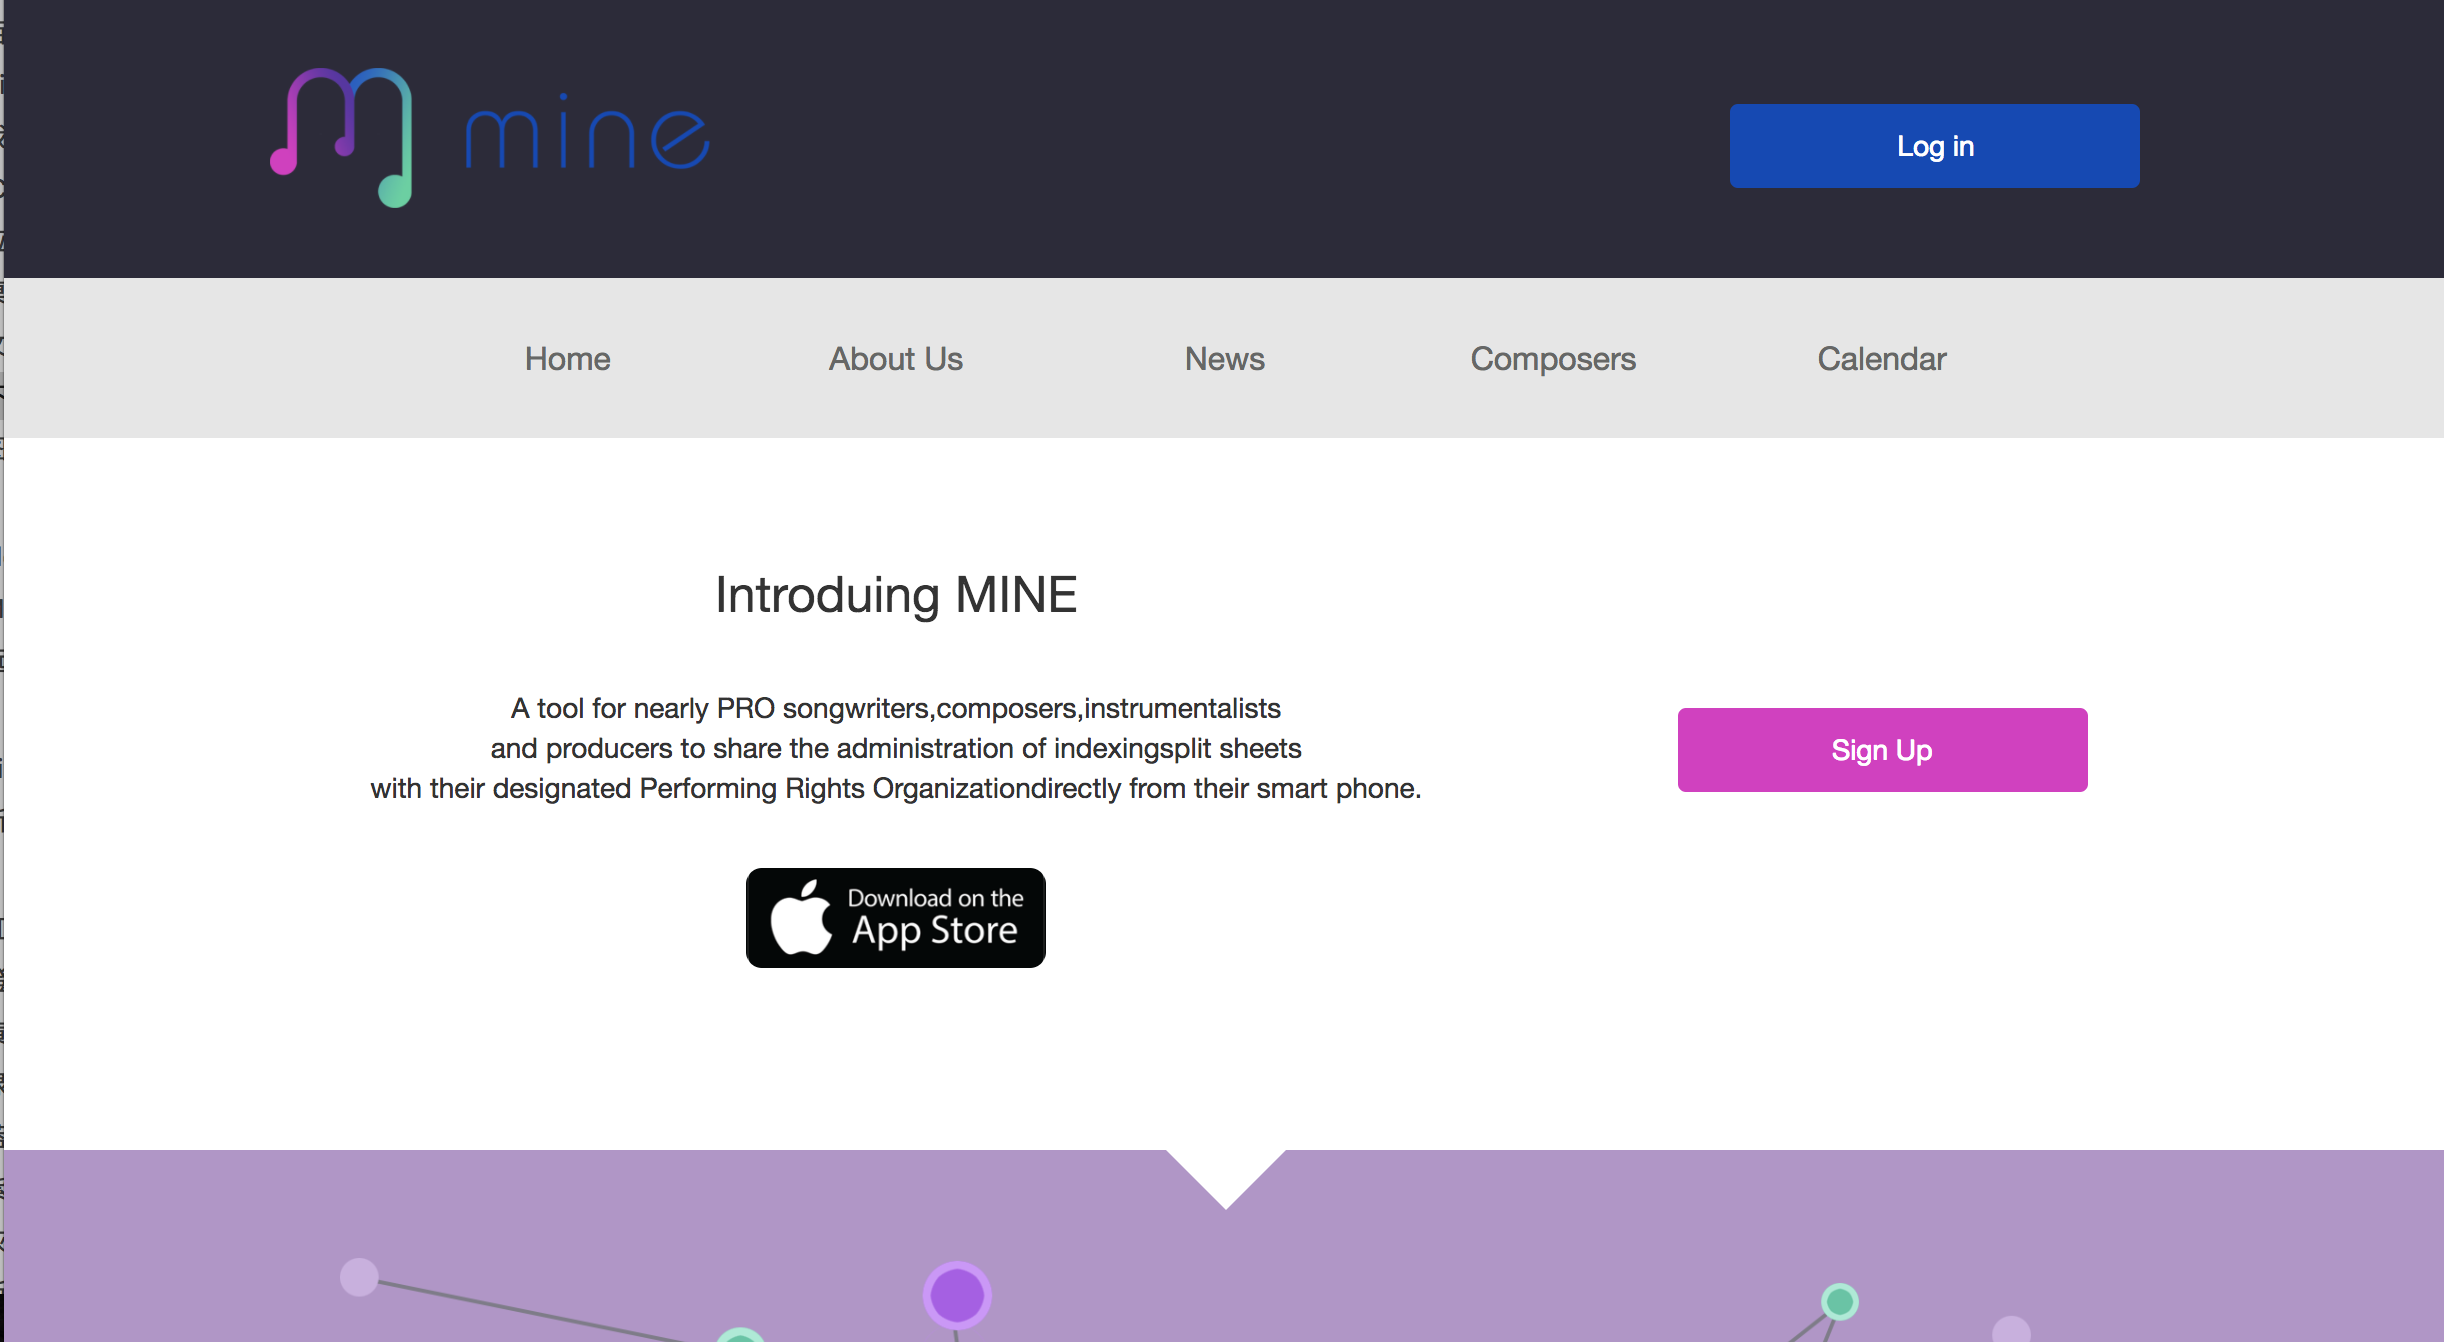 mine
Log in
Home
About Us
News
Composers
Calendar
Introduing MINE
A tool for nearly PRO songwriters,composers,instrumentalists
and producers to share the administration of indexingsplit sheets
with their designated Performing Rights Organizationdirectly from their smart phone.
Sign Up
Download on the
App Store